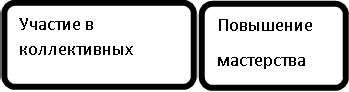 Участие в
коллективных
Повышение
мастерства